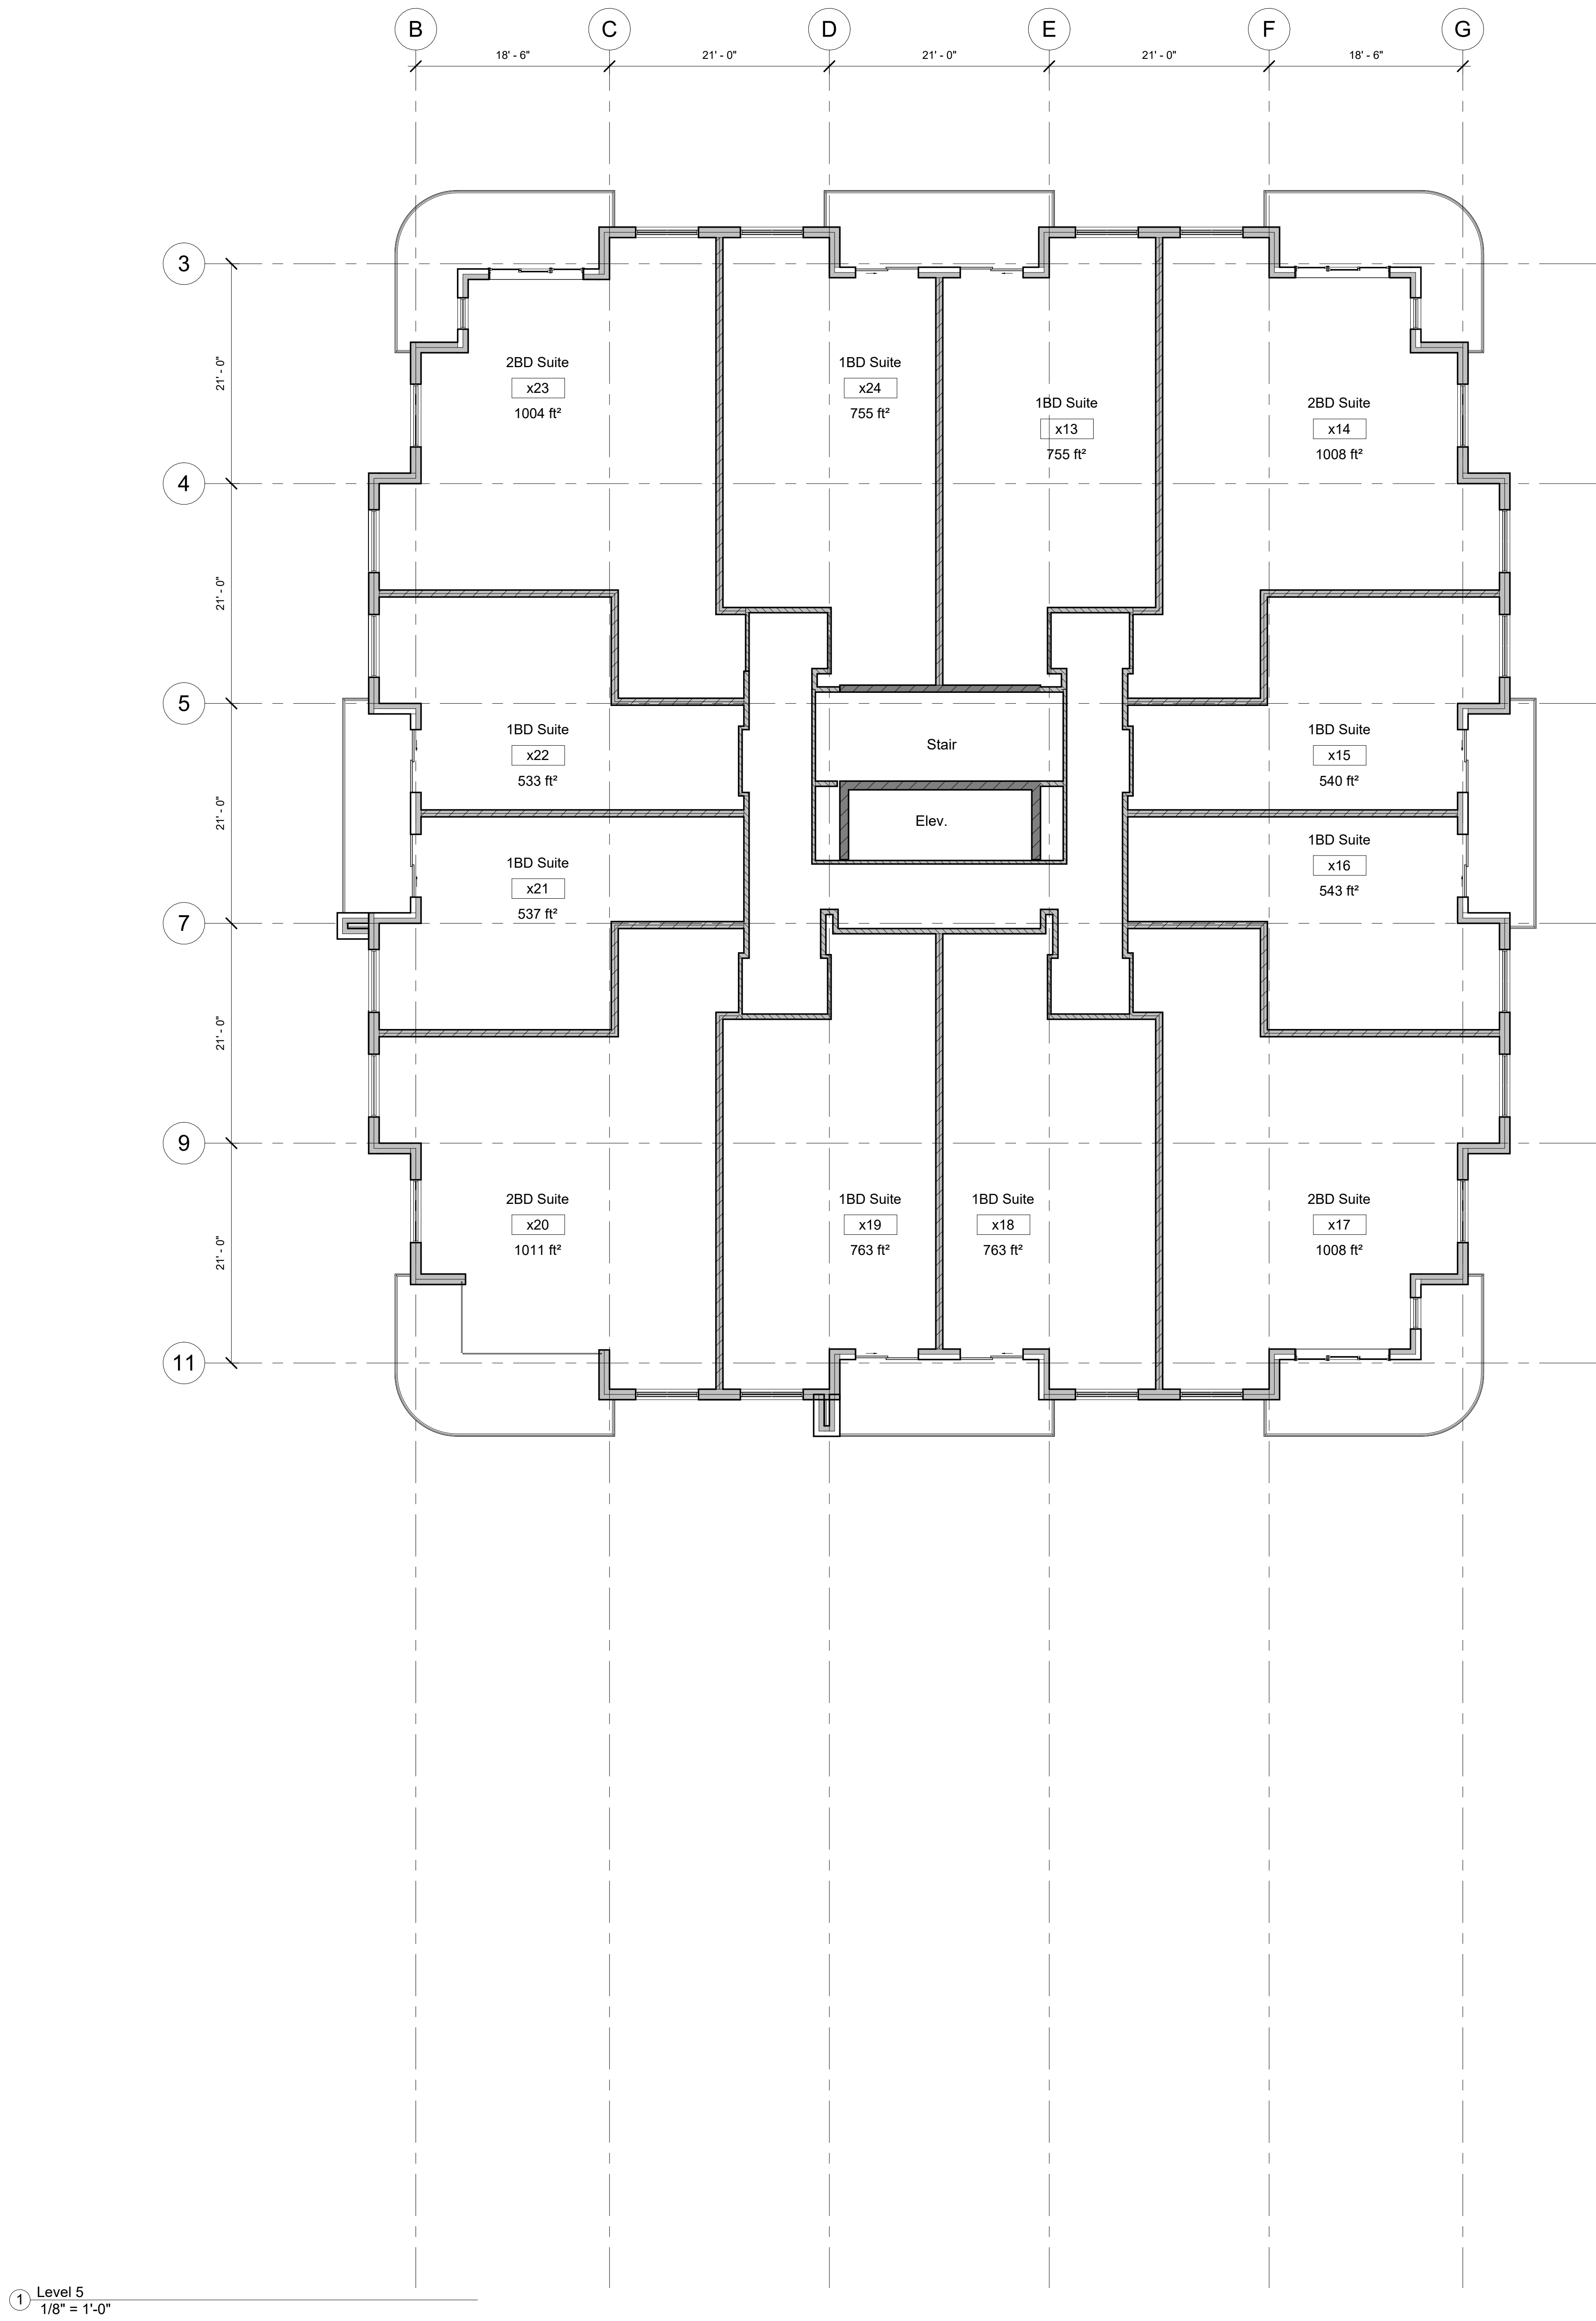 B C D E F G
18' - 6" 21' - 0" 21' - 0" 21' - 0" 18' - 6"
3
21' - 0"
4
21' - 0"
5
21' - 0"
7
21' - 0"
9
21' - 0"
11
2BD Suite
x23
1004 ft²
1BD Suite
x24
755 ft²
1BD Suite
x13
755 ft²
2BD Suite
x14
1008 ft²
1BD Suite
x22
533 ft²
Stair
1BD Suite
x15
540 ft²
Elev.
1BD Suite
x21
537 ft²
1BD Suite
x16
543 ft²
2BD Suite
x20
1011 ft²
1BD Suite
x19
763 ft²
1BD Suite
x18
763 ft²
2BD Suite
x17
1008 ft²
1 Level 5
1/8" = 1'-0"